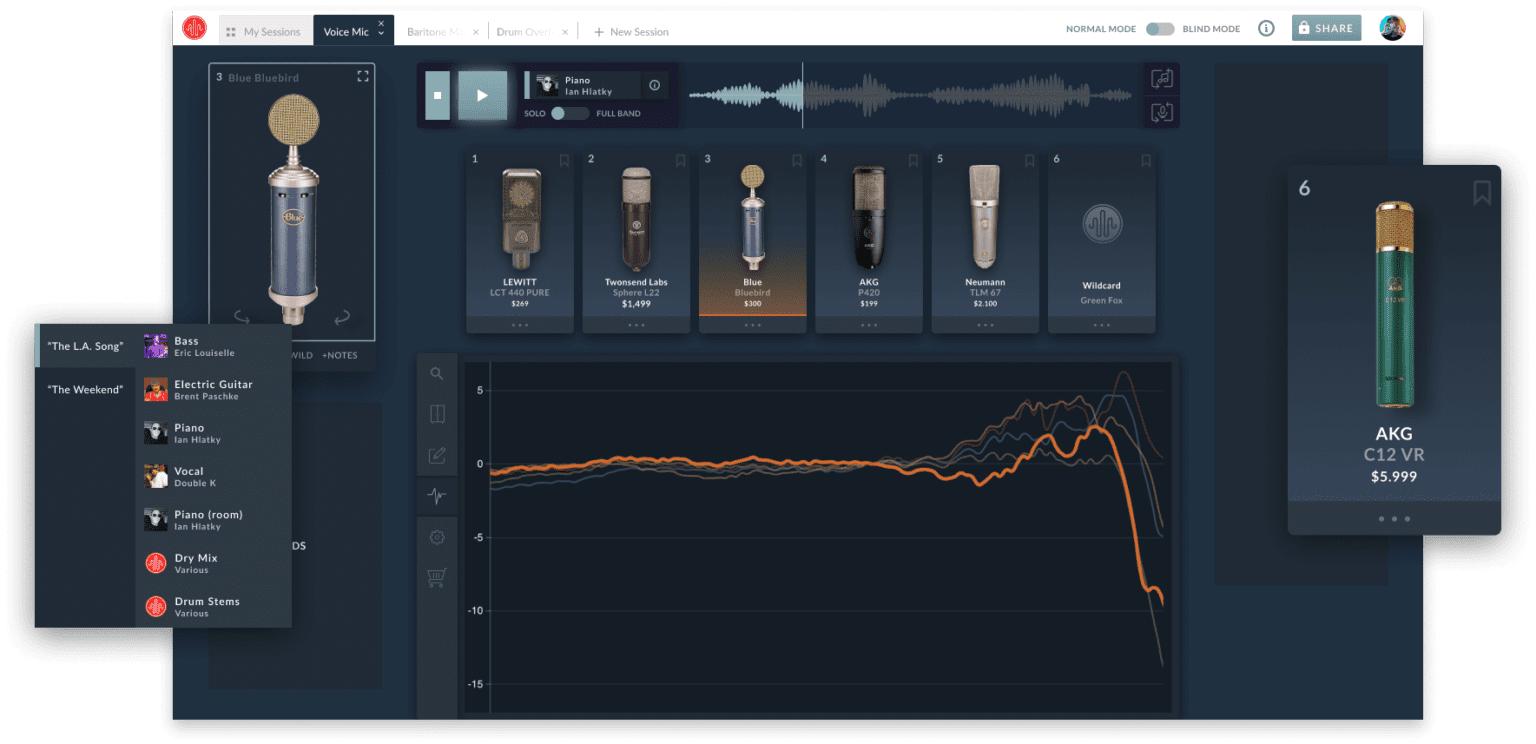 My Sessions
Voice Mic
Baritone M
Drum Over
+ New Session
NORMAL MODE
BLIND MODE
SHARE
3 Blue Bluebird
Piano
Ian Hlatky
SOLO
FULL BAND
1
LEWITT
LCT 440 PURE
$269
2
Twonsend Labs
Sphere L22
$1,499
3
Blue
Bluebird
$300
4
AKG
P420
$199
5
Neumann
TLM 67
$2.100
6
Wildcard
Green Fox
6
AKG
C12 VR
$5.999
WILD +NOTES
"The L.A. Song"
"The Weekend"
Bass
Eric Louiselle
Electric Guitar
Brent Paschke
Piano
Ian Hlatky
Vocal
Double K
Piano (room)
Ian Hlatky
Dry Mix
Various
Drum Stems
Various
DS
5
0
-5
-10
-15